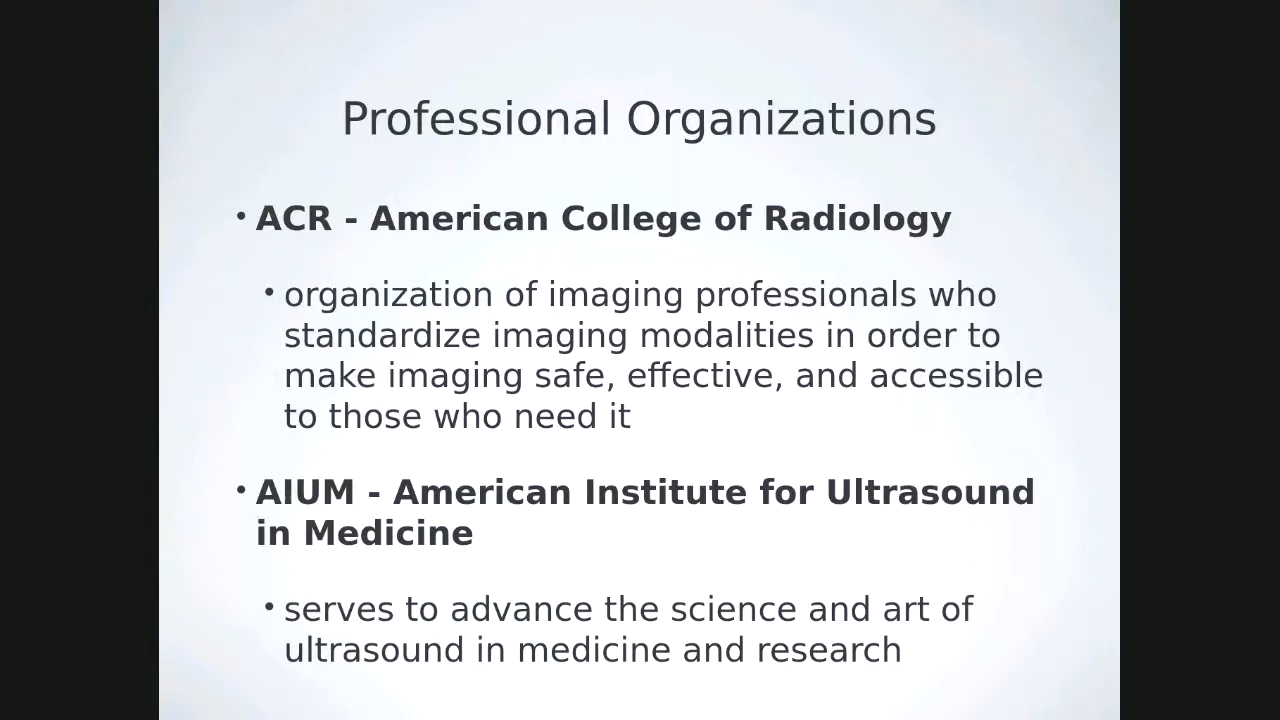 Professional Organizations
• ACR - American College of Radiology
• organization of imaging professionals who
standardize imaging modalities in order to
make imaging safe, effective, and accessible
to those who need it
• AIUM - American Institute for Ultrasound
in Medicine
• serves to advance the science and art of
ultrasound in medicine and research